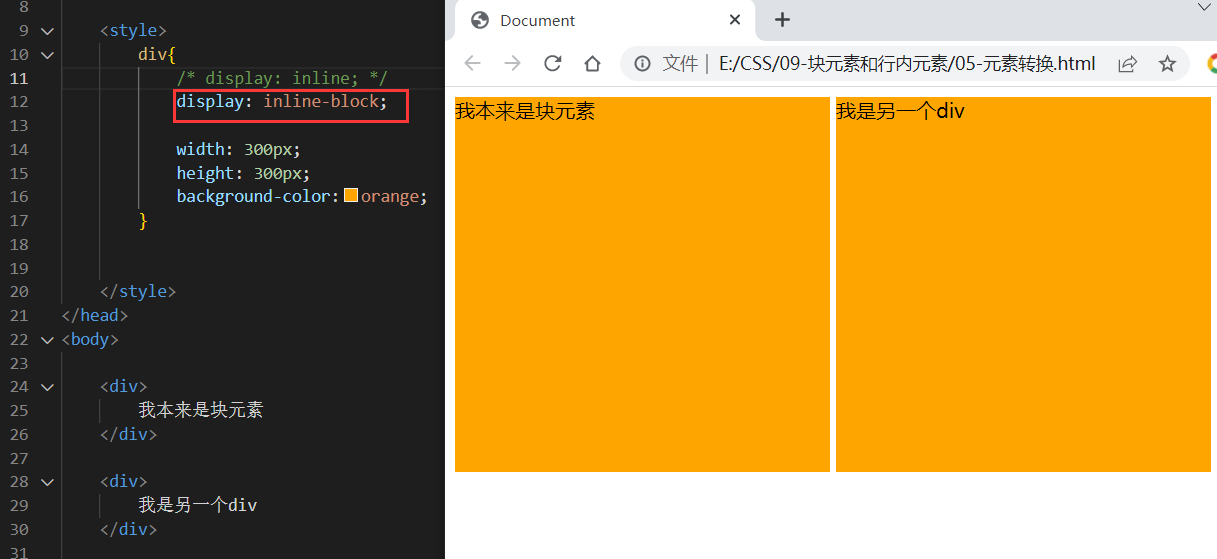 8
9 <style>
10 div{
11 /* display: inline; */
12 display: inline-block;
13
14 width: 300px;
15 height: 300px;
16 background-color: orange;
17 }
18
19
20 </style>
21 </head>
22 <body>
23
24 <div>
25 我本来是块元素
26 </div>
27
28 <div>
29 我是另一个div
30 </div>
31
Document
文件 | E:/CSS/09-块元素和行内元素/05-元素转换.html
我本来是块元素
我是另一个div